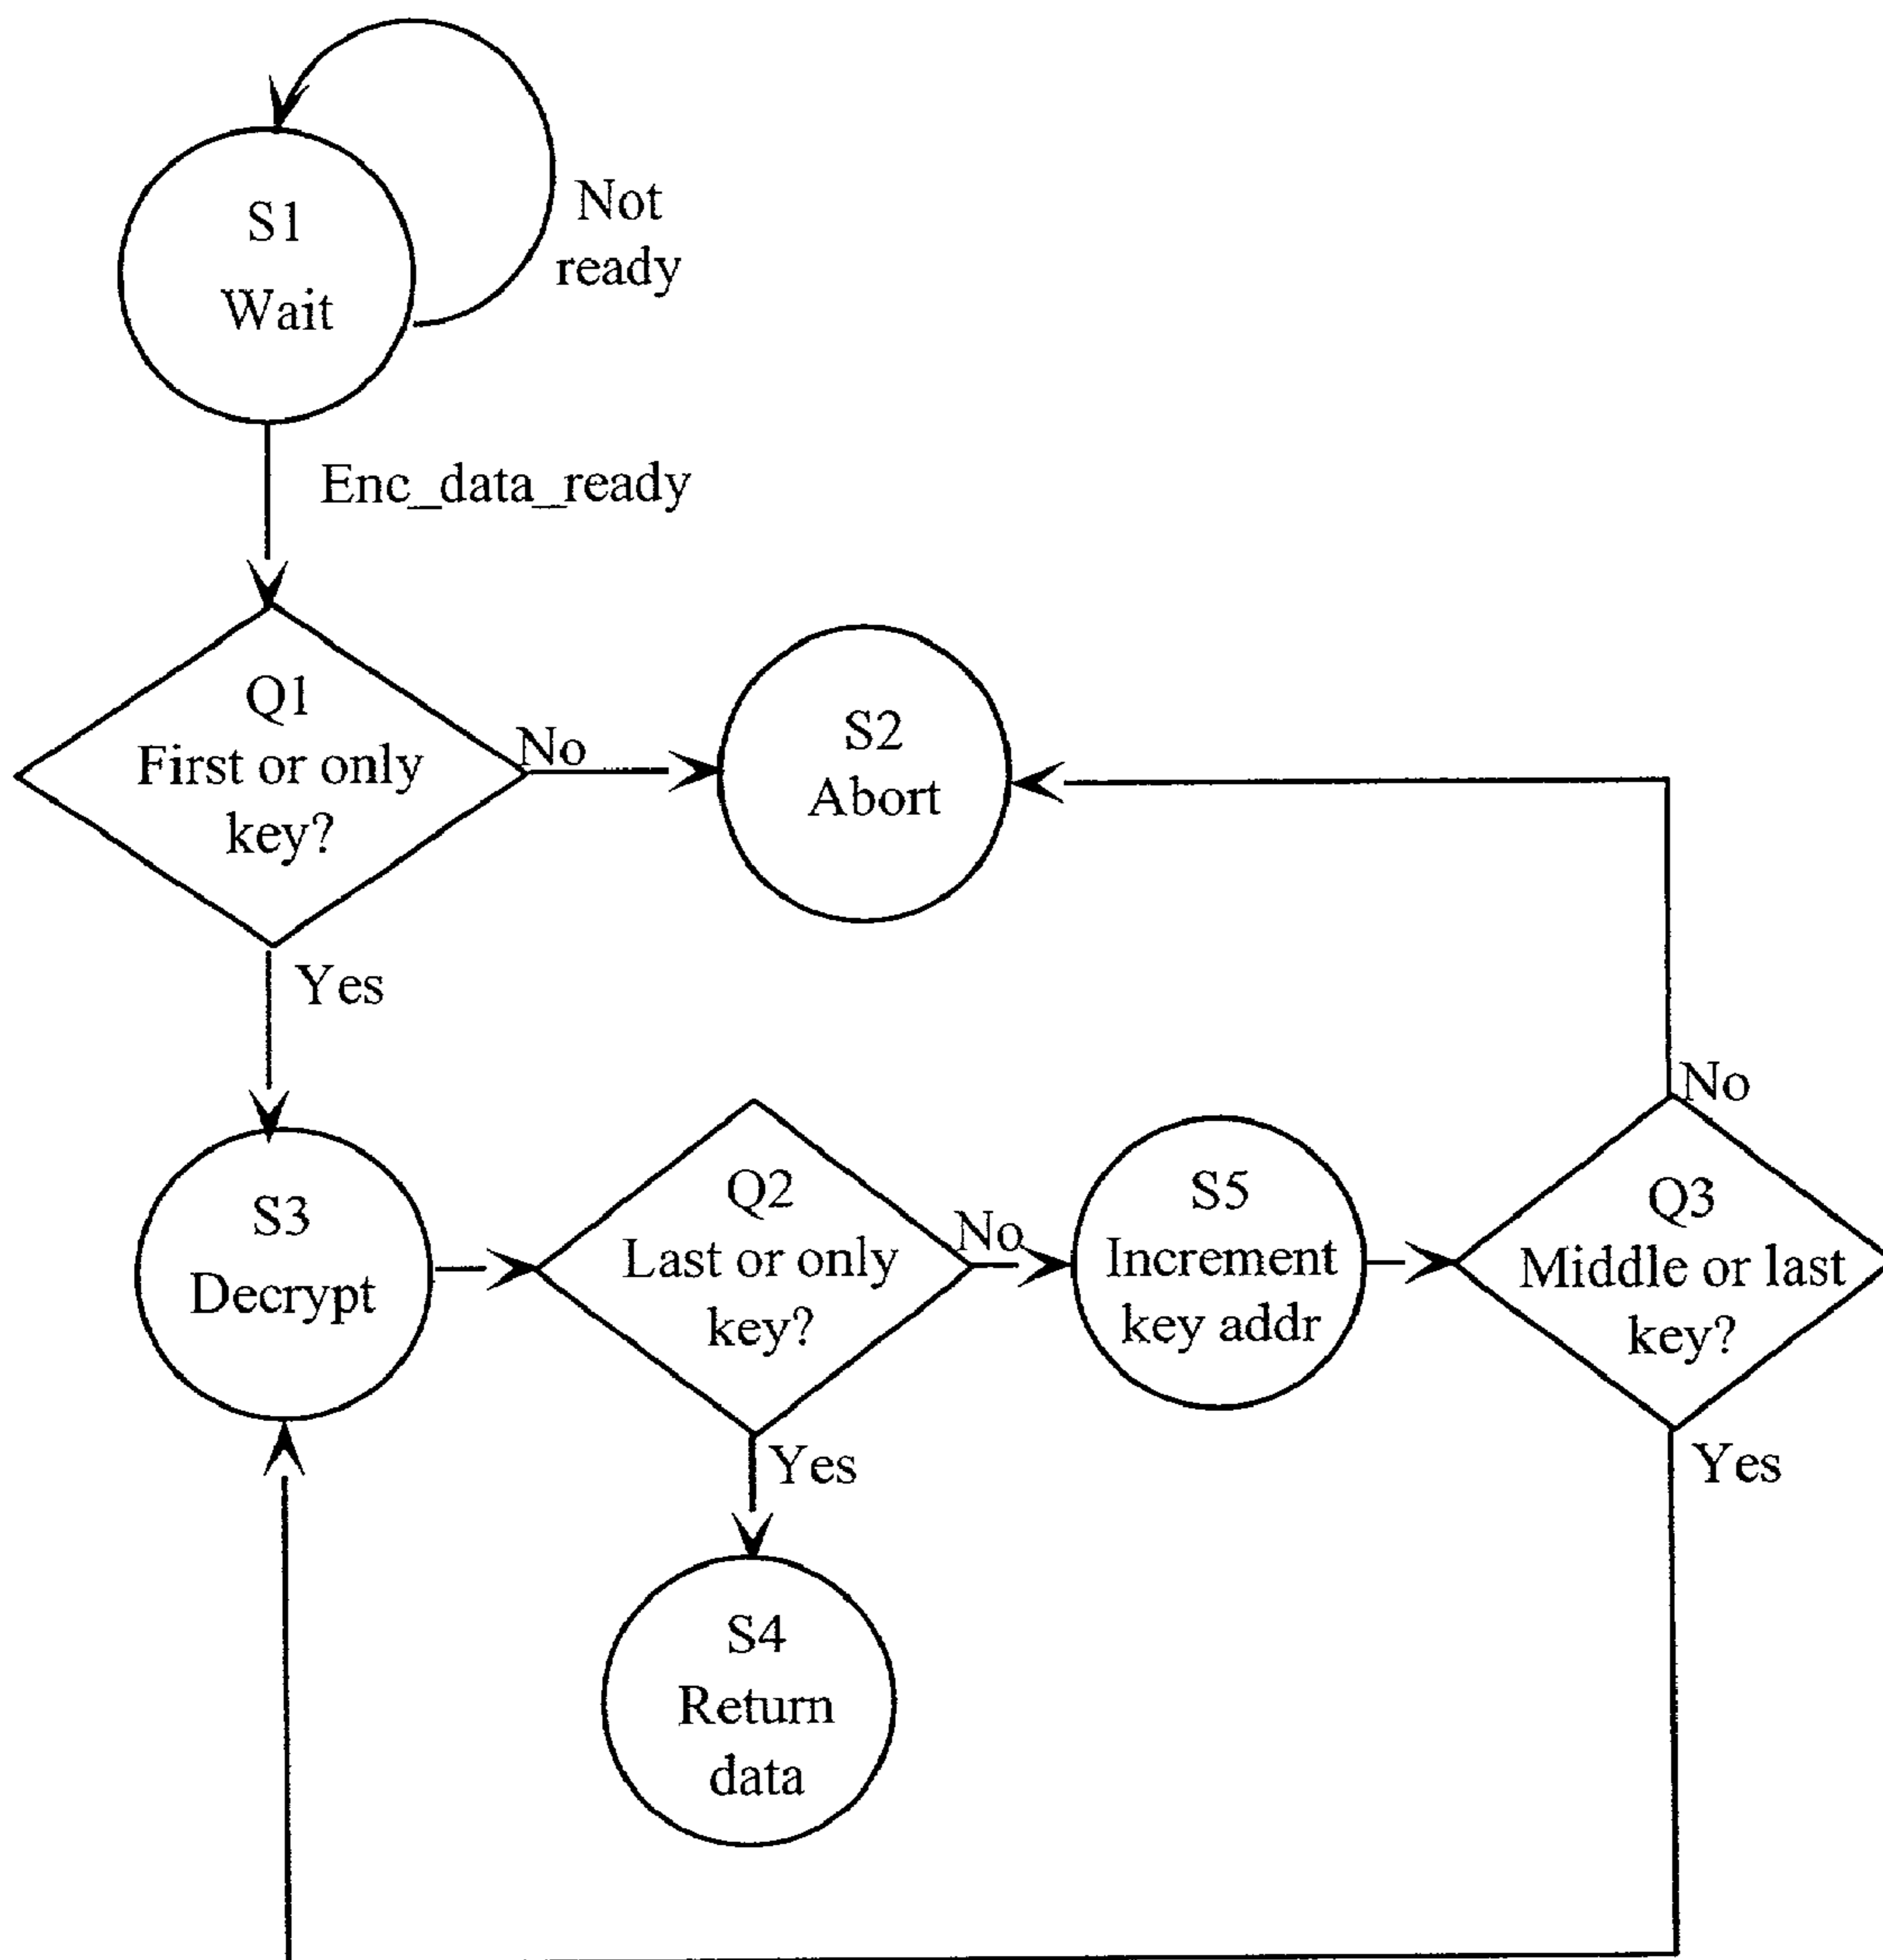 S1
Wait
Not
ready
Enc_data_ready
Q1
First or only
key?
No
S2
Abort
Yes
S3
Decrypt
Q2
Last or only
key?
No
S5
Increment
key addr
No
Q3
Middle or last
key?
Yes
Yes
S4
Return
data